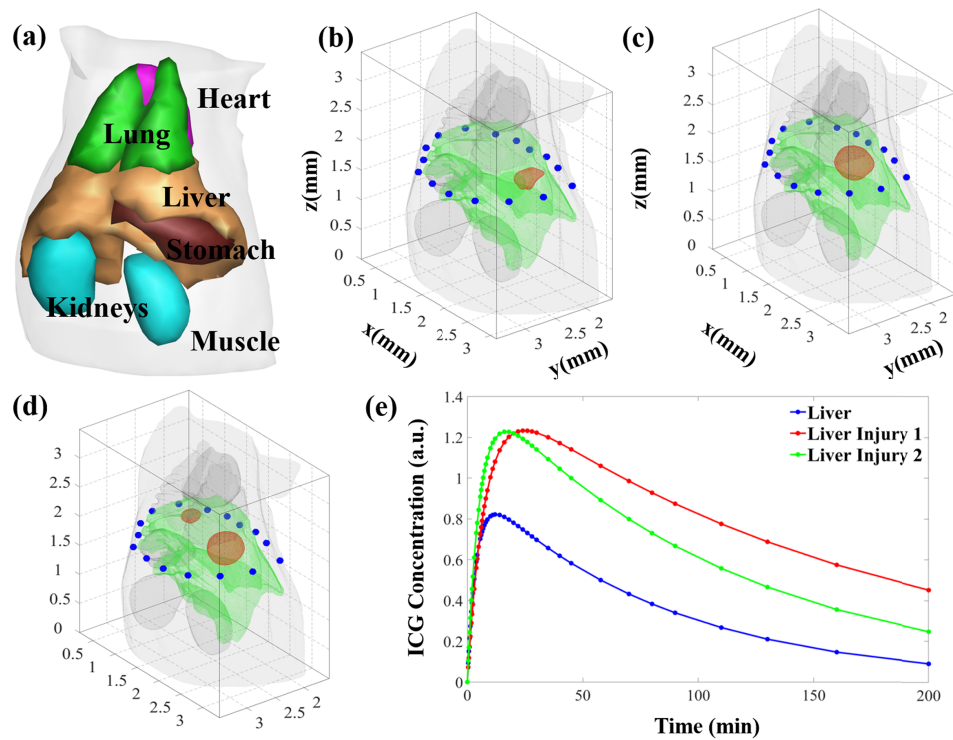 (a)
Heart
Lung
Liver
Stomach
Kidneys
Muscle
(b)
z(mm)
3
2.5
2
1.5
1
0.5
0
0.5
1
1.5
2
2.5
3
x(mm)
3
2.5
2
y(mm)
(c)
z(mm)
3
2.5
2
1.5
1
0.5
0
0.5
1
1.5
2
2.5
3
x(mm)
3
2.5
2
y(mm)
(d)
3
2.5
2
1.5
1
0.5
0
0.5
1
1.5
2
2.5
3
3
2.5
2
(e)
ICG Concentration (a.u.)
1.4
1.2
1
0.8
0.6
0.4
0.2
0
0 50 100 150 200
Time (min)
Liver
Liver Injury 1
Liver Injury 2